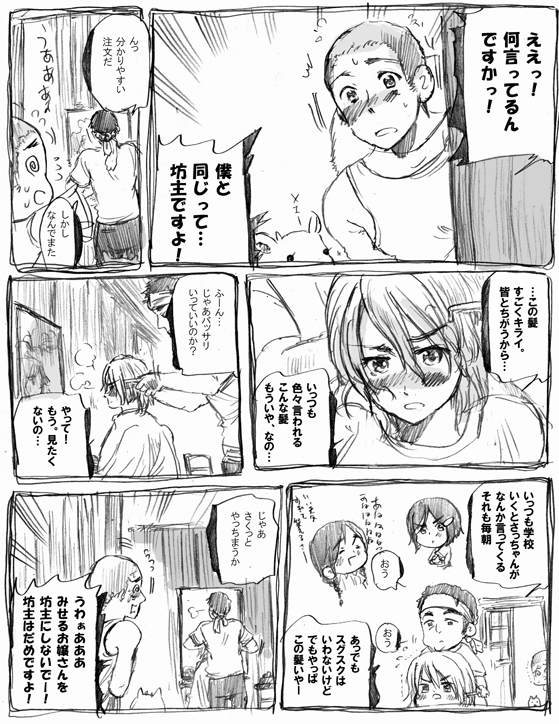 ええっ!
何言ってるん
ですかっ!
僕と
同じって…
坊主ですよ!
んっ
分かりやすい
注文だ
うあああぁ
しかし
なんでまた
…この髪
すごくキライ。
皆とちがうから…
いっつも
色々言われる
こんな髪
もういや、なの…
ふーん…
じゃあバッサリ
いっていいのか?
やって!
もう。見たく
ないの…
いっつも学校
いくとさっちゃんが
なんか言ってくる
それも毎朝
おう
おう
あっでも
スグスクは
いわないけど
でもやっぱ
この髪いやー
じゃあ
さくっと
やっちまうか
うわぁあああ
みせるお嬢さんを
坊主にしないでー!
坊主はだめですよ!